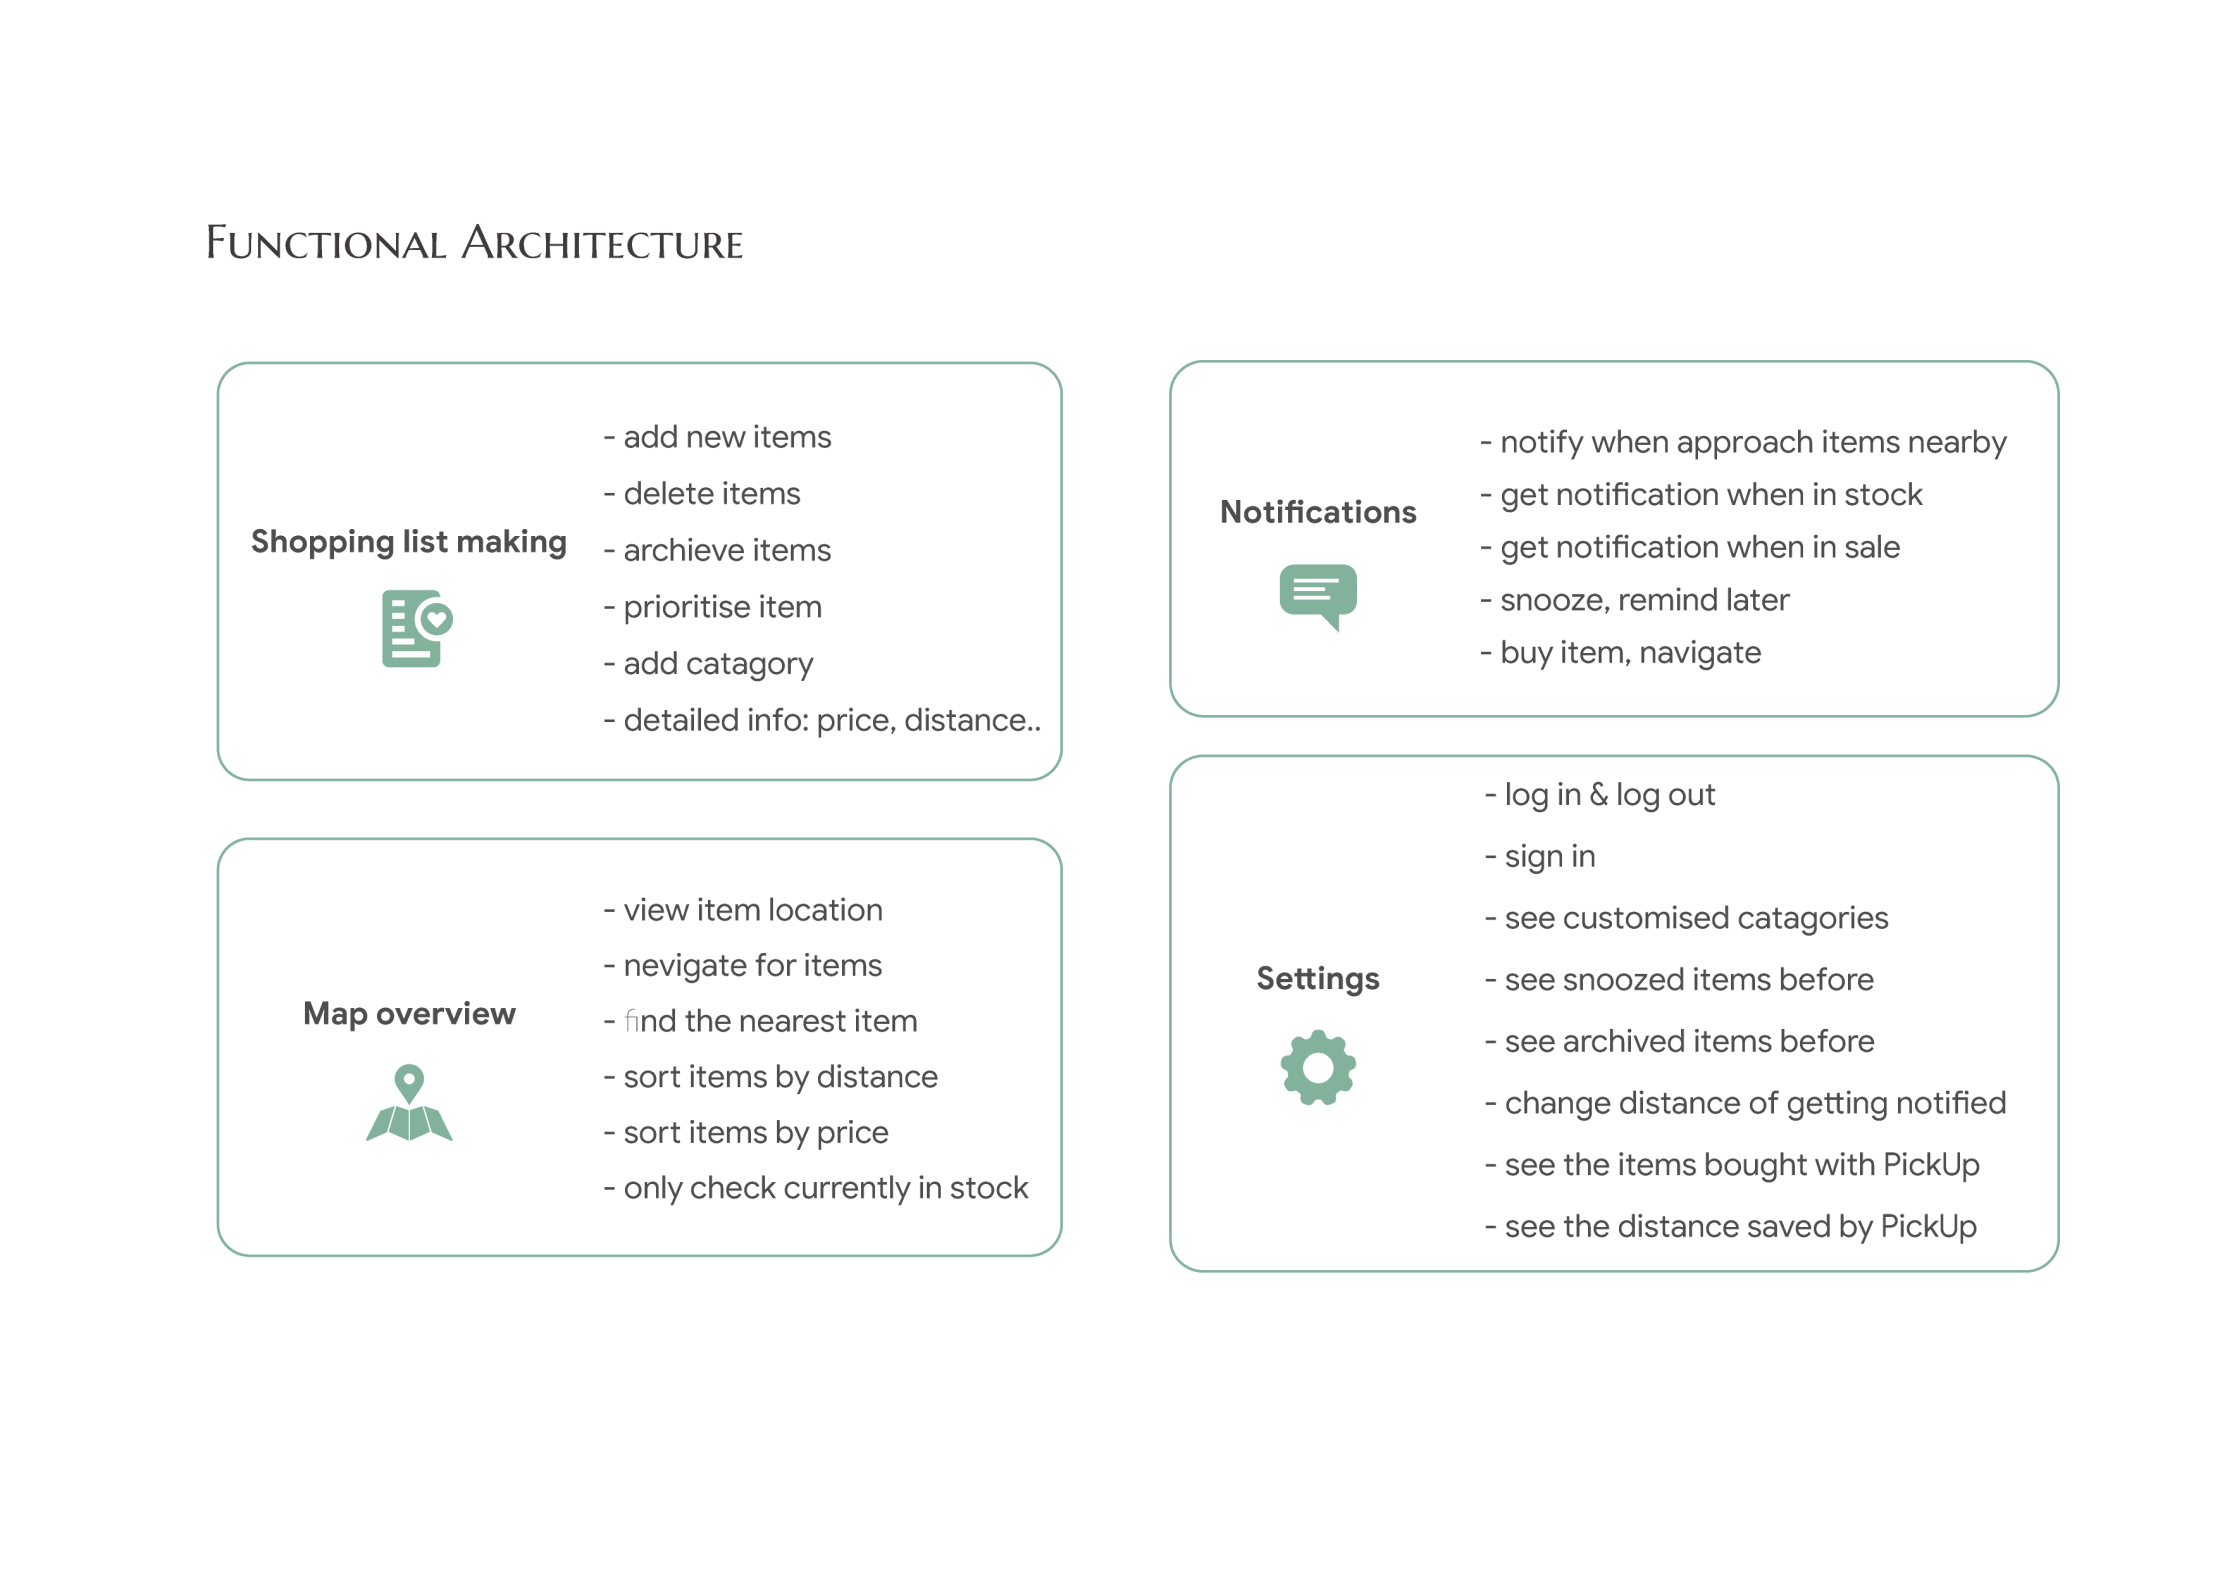 Functional Architecture
Shopping list making
- add new items
- delete items
- archieve items
- prioritise item
- add catagory
- detailed info: price, distance..
Map overview
- view item location
- nevigate for items
- find the nearest item
- sort items by distance
- sort items by price
- only check currently in stock
Notifications
- notify when approach items nearby
- get notification when in stock
- get notification when in sale
- snooze, remind later
- buy item, navigate
Settings
- log in & log out
- sign in
- see customised catagories
- see snoozed items before
- see archived items before
- change distance of getting notified
- see the items bought with PickUp
- see the distance saved by PickUp